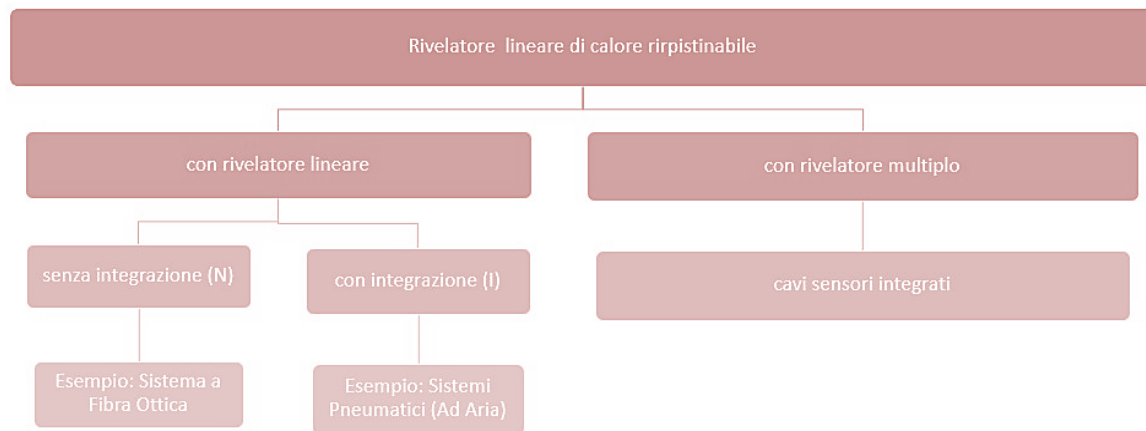 Rivelatore lineare di calore rirpistinabile
con rivelatore lineare
con rivelatore multiplo
senza integrazione (N)
con integrazione (I)
cavi sensori integrati
Esempio: Sistema a
Fibra Ottica
Esempio: Sistemi
Pneumatici (Ad Aria)